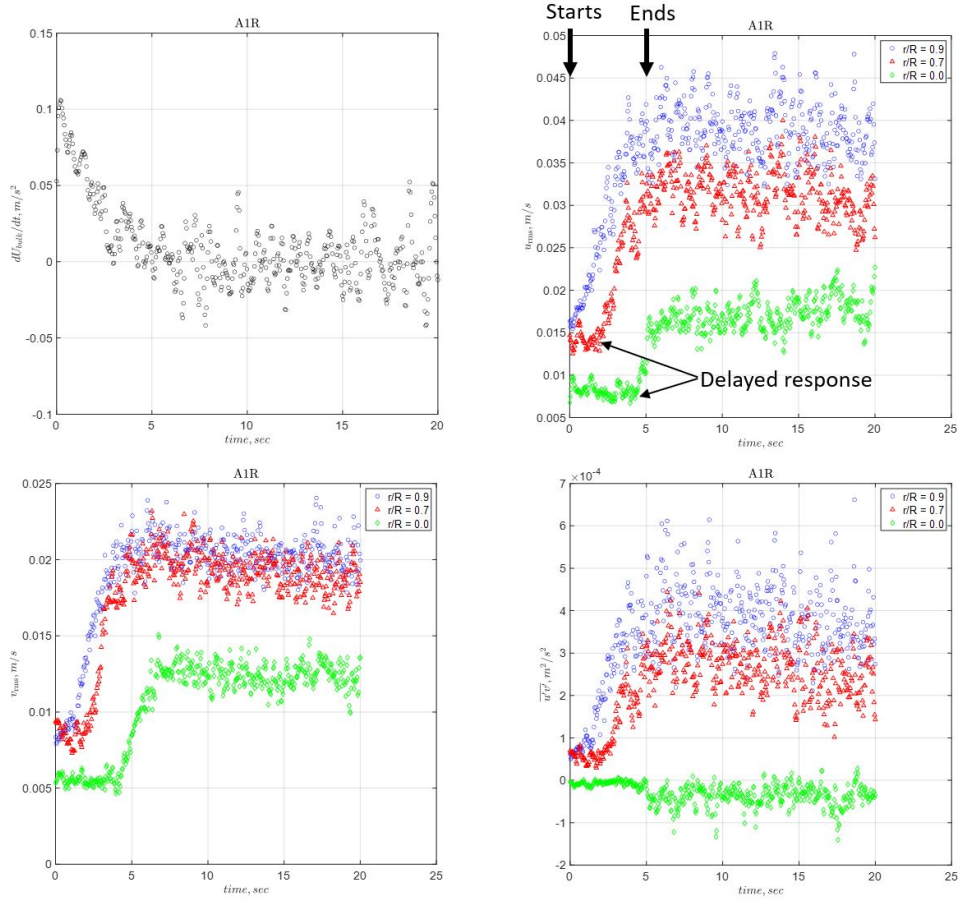 A1R
0.15
0.1
0.05
0
-0.05
-0.1
0 5 10 15 20
dU_bulk/dt, m/s²
time, sec
Starts Ends
A1R
r/R = 0.9
r/R = 0.7
r/R = 0.0
0.05
0.045
0.04
0.035
0.03
0.025
0.02
0.015
0.01
0.005
0 5 10 15 20 25
u_rms, m/s
Delayed response
time, sec
A1R
r/R = 0.9
r/R = 0.7
r/R = 0.0
0.025
0.02
0.015
0.01
0.005
0
0 5 10 15 20 25
v_rms, m/s
time, sec
A1R
×10⁻⁴
r/R = 0.9
r/R = 0.7
r/R = 0.0
7
6
5
4
3
2
1
0
-1
-2
0 5 10 15 20 25
u'v', m²/s²
time, sec